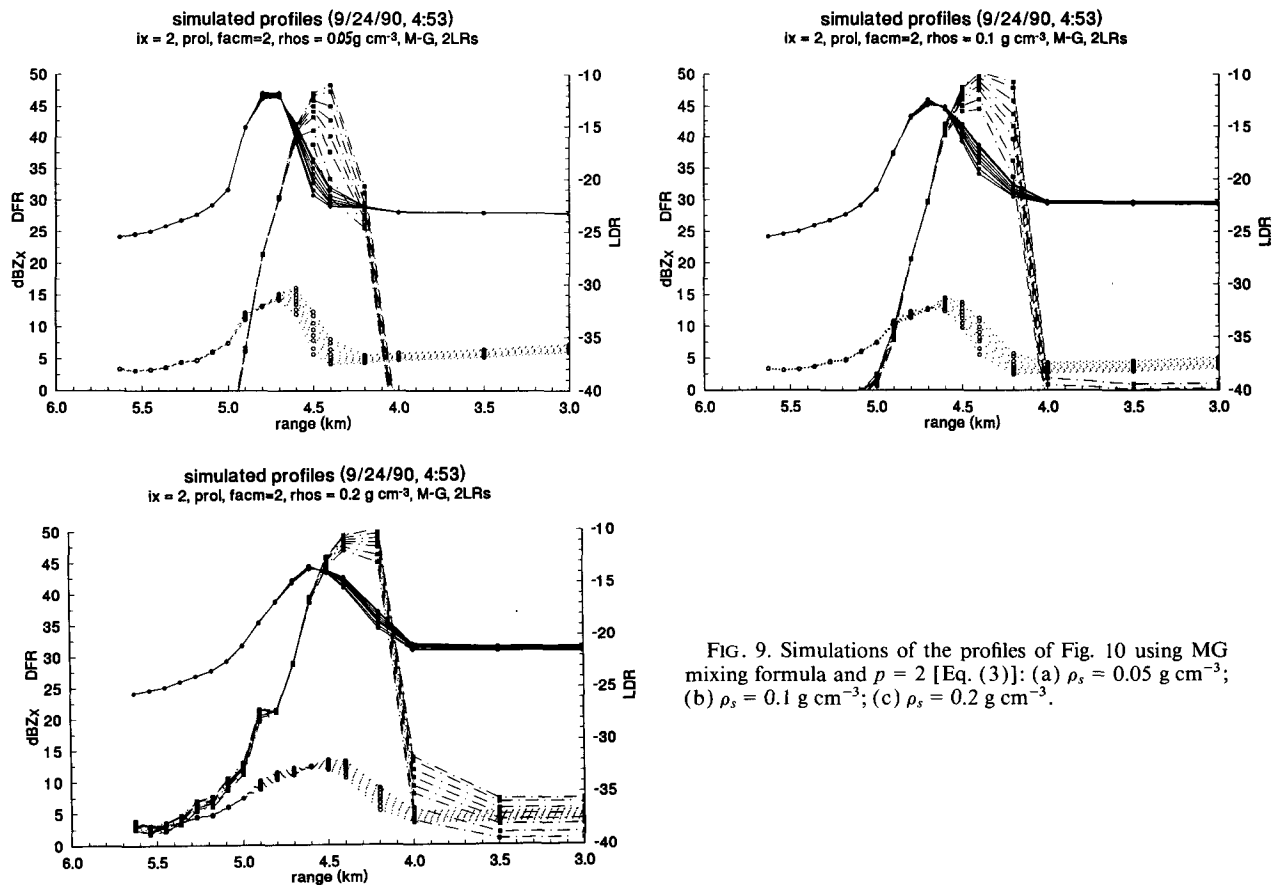 simulated profiles (9/24/90, 4:53)
ix = 2, prol, facm=2, rhos = 0.05g cm-3, M-G, 2LRs
50
45
40
35
30
25
20
15
10
5
0
dBZx DFR
-10
-15
-20
-25
-30
-35
-40
LDR
6.0 5.5 5.0 4.5 4.0 3.5 3.0
range (km)
simulated profiles (9/24/90, 4:53)
ix = 2, prol, facm=2, rhos = 0.1 g cm-3, M-G, 2LRs
50
45
40
35
30
25
20
15
10
5
0
dBZx DFR
-10
-15
-20
-25
-30
-35
-40
LDR
6.0 5.5 5.0 4.5 4.0 3.5 3.0
range (km)
simulated profiles (9/24/90, 4:53)
ix = 2, prol, facm=2, rhos = 0.2 g cm-3, M-G, 2LRs
50
45
40
35
30
25
20
15
10
5
0
dBZx DFR
-10
-15
-20
-25
-30
-35
-40
LDR
6.0 5.5 5.0 4.5 4.0 3.5 3.0
range (km)
FIG. 9. Simulations of the profiles of Fig. 10 using MG
mixing formula and p = 2 [Eq. (3)]: (a) ρs = 0.05 g cm−3;
(b) ρs = 0.1 g cm−3; (c) ρs = 0.2 g cm−3.